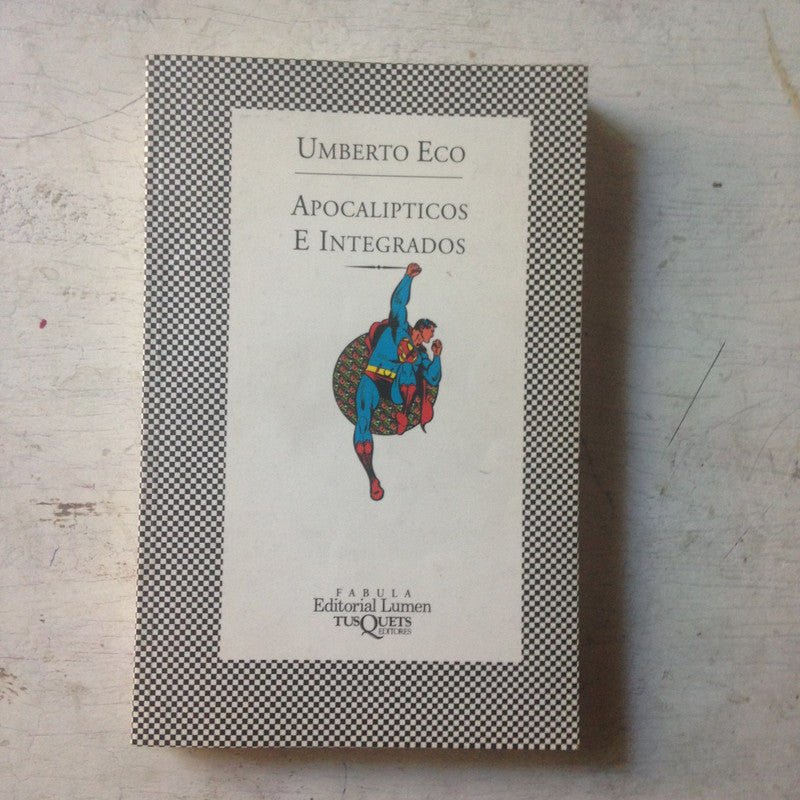 UMBERTO ECO
APOCALIPTICOS
E INTEGRADOS
FABULA
Editorial Lumen
TUSQUETS
EDITORES